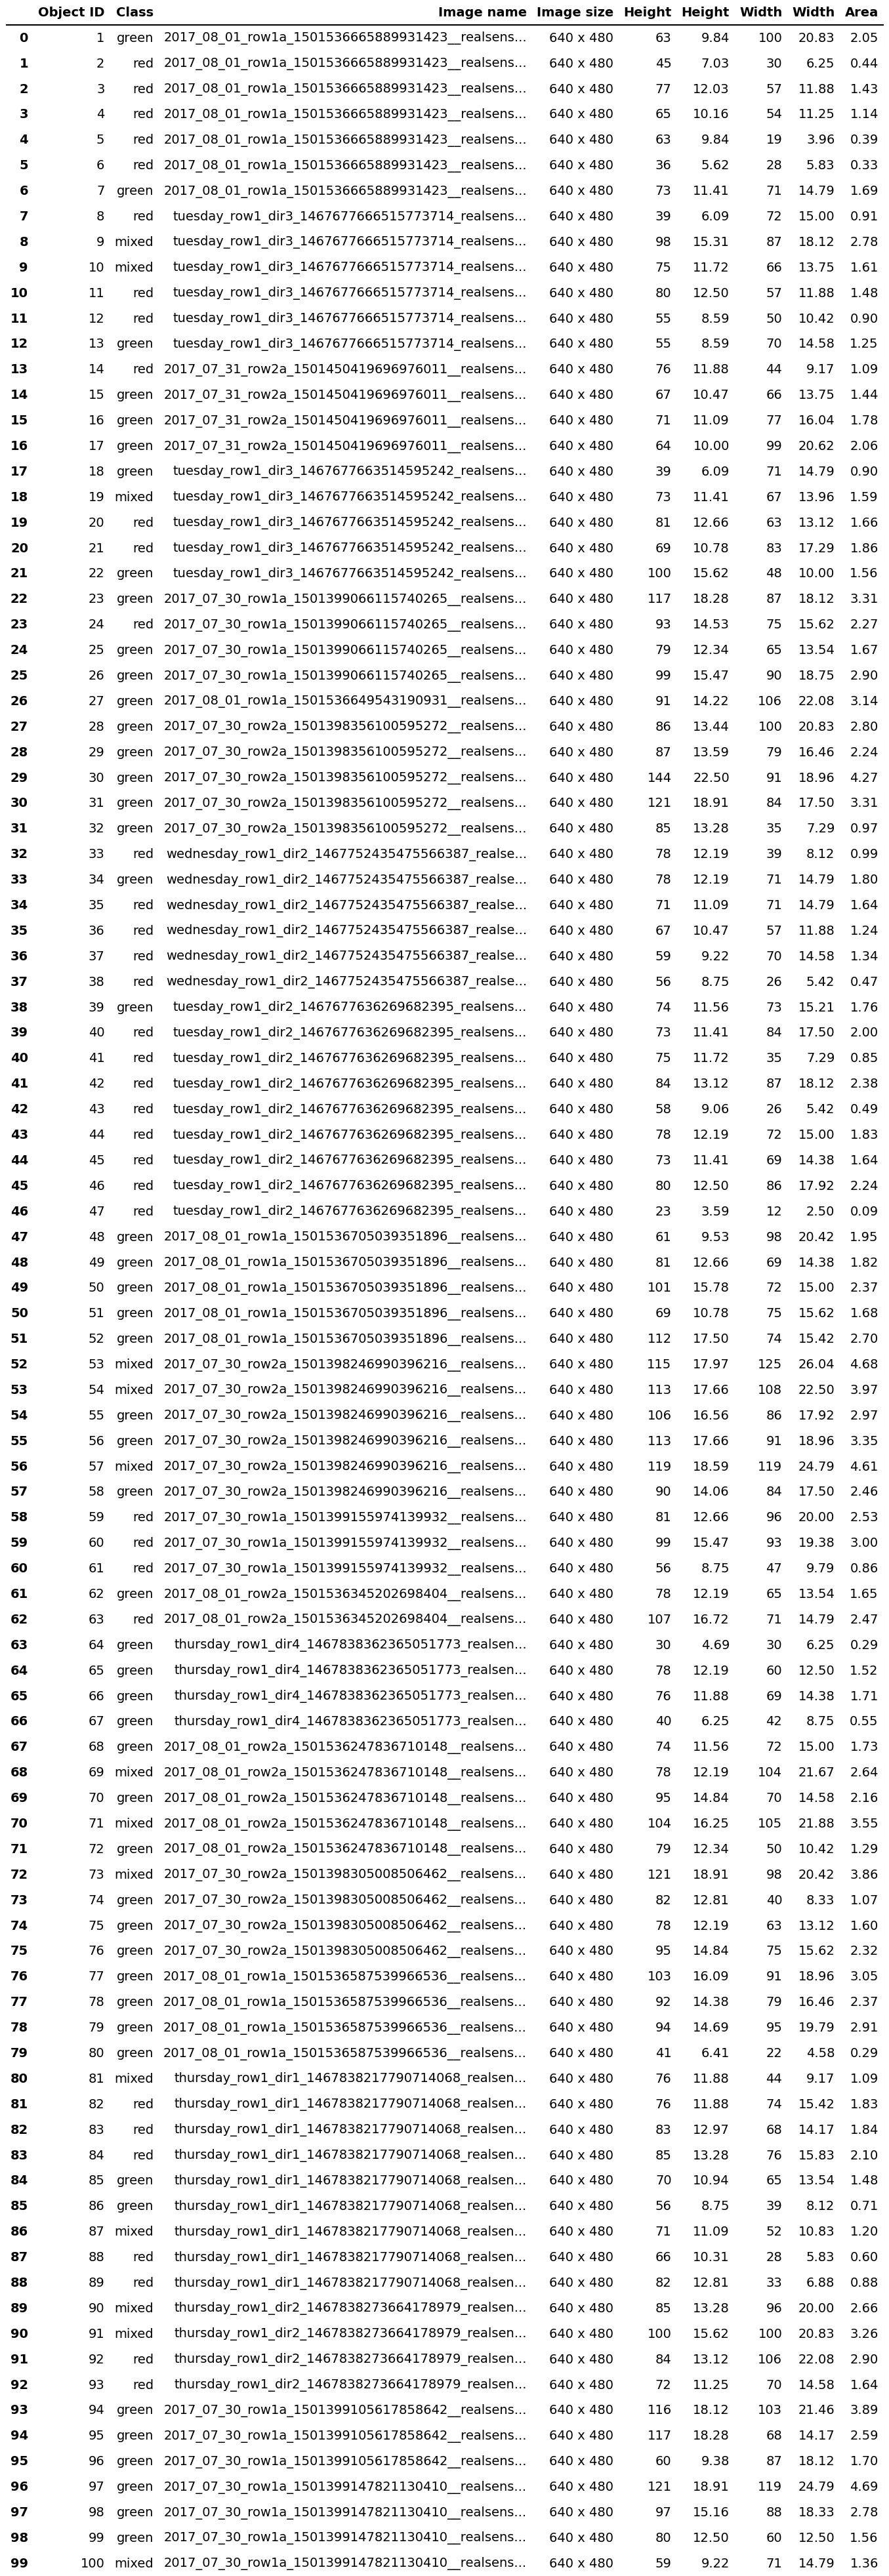 Object ID Class Image name Image size Height Height Width Width Area
0 1 green 2017_08_01_row1a_1501536665889931423__realsens... 640 x 480 63 9.84 100 20.83 2.05
1 2 red 2017_08_01_row1a_1501536665889931423__realsens... 640 x 480 45 7.03 30 6.25 0.44
2 3 red 2017_08_01_row1a_1501536665889931423__realsens... 640 x 480 77 12.03 57 11.88 1.43
3 4 red 2017_08_01_row1a_1501536665889931423__realsens... 640 x 480 65 10.16 54 11.25 1.14
4 5 red 2017_08_01_row1a_1501536665889931423__realsens... 640 x 480 63 9.84 19 3.96 0.39
5 6 red 2017_08_01_row1a_1501536665889931423__realsens... 640 x 480 36 5.62 28 5.83 0.33
6 7 green 2017_08_01_row1a_1501536665889931423__realsens... 640 x 480 73 11.41 71 14.79 1.69
7 8 red tuesday_row1_dir3_1467677666515773714_realsens... 640 x 480 39 6.09 72 15.00 0.91
8 9 mixed tuesday_row1_dir3_1467677666515773714_realsens... 640 x 480 98 15.31 87 18.12 2.78
9 10 mixed tuesday_row1_dir3_1467677666515773714_realsens... 640 x 480 75 11.72 66 13.75 1.61
10 11 red tuesday_row1_dir3_1467677666515773714_realsens... 640 x 480 80 12.50 57 11.88 1.48
11 12 red tuesday_row1_dir3_1467677666515773714_realsens... 640 x 480 55 8.59 50 10.42 0.90
12 13 green tuesday_row1_dir3_1467677666515773714_realsens... 640 x 480 55 8.59 70 14.58 1.25
13 14 red 2017_07_31_row2a_1501450419696976011__realsens... 640 x 480 76 11.88 44 9.17 1.09
14 15 green 2017_07_31_row2a_1501450419696976011__realsens... 640 x 480 67 10.47 66 13.75 1.44
15 16 green 2017_07_31_row2a_1501450419696976011__realsens... 640 x 480 71 11.09 77 16.04 1.78
16 17 green 2017_07_31_row2a_1501450419696976011__realsens... 640 x 480 64 10.00 99 20.62 2.06
17 18 green tuesday_row1_dir3_1467677663514595242_realsens... 640 x 480 39 6.09 71 14.79 0.90
18 19 mixed tuesday_row1_dir3_1467677663514595242_realsens... 640 x 480 73 11.41 67 13.96 1.59
19 20 red tuesday_row1_dir3_1467677663514595242_realsens... 640 x 480 81 12.66 63 13.12 1.66
20 21 red tuesday_row1_dir3_1467677663514595242_realsens... 640 x 480 69 10.78 83 17.29 1.86
21 22 green tuesday_row1_dir3_1467677663514595242_realsens... 640 x 480 100 15.62 48 10.00 1.56
22 23 green 2017_07_30_row1a_1501399066115740265__realsens... 640 x 480 117 18.28 87 18.12 3.31
23 24 red 2017_07_30_row1a_1501399066115740265__realsens... 640 x 480 93 14.53 75 15.62 2.27
24 25 green 2017_07_30_row1a_1501399066115740265__realsens... 640 x 480 79 12.34 65 13.54 1.67
25 26 green 2017_07_30_row1a_1501399066115740265__realsens... 640 x 480 99 15.47 90 18.75 2.90
26 27 green 2017_08_01_row1a_1501536649543190931__realsens... 640 x 480 91 14.22 106 22.08 3.14
27 28 green 2017_07_30_row2a_1501398356100595272__realsens... 640 x 480 86 13.44 100 20.83 2.80
28 29 green 2017_07_30_row2a_1501398356100595272__realsens... 640 x 480 87 13.59 79 16.46 2.24
29 30 green 2017_07_30_row2a_1501398356100595272__realsens... 640 x 480 144 22.50 91 18.96 4.27
30 31 green 2017_07_30_row2a_1501398356100595272__realsens... 640 x 480 121 18.91 84 17.50 3.31
31 32 green 2017_07_30_row2a_1501398356100595272__realsens... 640 x 480 85 13.28 35 7.29 0.97
32 33 red wednesday_row1_dir2_1467752435475566387_realse... 640 x 480 78 12.19 39 8.12 0.99
33 34 green wednesday_row1_dir2_1467752435475566387_realse... 640 x 480 78 12.19 71 14.79 1.80
34 35 red wednesday_row1_dir2_1467752435475566387_realse... 640 x 480 71 11.09 71 14.79 1.64
35 36 red wednesday_row1_dir2_1467752435475566387_realse... 640 x 480 67 10.47 57 11.88 1.24
36 37 red wednesday_row1_dir2_1467752435475566387_realse... 640 x 480 59 9.22 70 14.58 1.34
37 38 red wednesday_row1_dir2_1467752435475566387_realse... 640 x 480 56 8.75 26 5.42 0.47
38 39 green tuesday_row1_dir2_1467677636269682395_realsens... 640 x 480 74 11.56 73 15.21 1.76
39 40 red tuesday_row1_dir2_1467677636269682395_realsens... 640 x 480 73 11.41 84 17.50 2.00
40 41 red tuesday_row1_dir2_1467677636269682395_realsens... 640 x 480 75 11.72 35 7.29 0.85
41 42 red tuesday_row1_dir2_1467677636269682395_realsens... 640 x 480 84 13.12 87 18.12 2.38
42 43 red tuesday_row1_dir2_1467677636269682395_realsens... 640 x 480 58 9.06 26 5.42 0.49
43 44 red tuesday_row1_dir2_1467677636269682395_realsens... 640 x 480 78 12.19 72 15.00 1.83
44 45 red tuesday_row1_dir2_1467677636269682395_realsens... 640 x 480 73 11.41 69 14.38 1.64
45 46 red tuesday_row1_dir2_1467677636269682395_realsens... 640 x 480 80 12.50 86 17.92 2.24
46 47 red tuesday_row1_dir2_1467677636269682395_realsens... 640 x 480 23 3.59 12 2.50 0.09
47 48 green 2017_08_01_row1a_1501536705039351896__realsens... 640 x 480 61 9.53 98 20.42 1.95
48 49 green 2017_08_01_row1a_1501536705039351896__realsens... 640 x 480 81 12.66 69 14.38 1.82
49 50 green 2017_08_01_row1a_1501536705039351896__realsens... 640 x 480 101 15.78 72 15.00 2.37
50 51 green 2017_08_01_row1a_1501536705039351896__realsens... 640 x 480 69 10.78 75 15.62 1.68
51 52 green 2017_08_01_row1a_1501536705039351896__realsens... 640 x 480 112 17.50 74 15.42 2.70
52 53 mixed 2017_07_30_row2a_1501398246990396216__realsens... 640 x 480 115 17.97 125 26.04 4.68
53 54 mixed 2017_07_30_row2a_1501398246990396216__realsens... 640 x 480 113 17.66 108 22.50 3.97
54 55 green 2017_07_30_row2a_1501398246990396216__realsens... 640 x 480 106 16.56 86 17.92 2.97
55 56 green 2017_07_30_row2a_1501398246990396216__realsens... 640 x 480 113 17.66 91 18.96 3.35
56 57 mixed 2017_07_30_row2a_1501398246990396216__realsens... 640 x 480 119 18.59 119 24.79 4.61
57 58 green 2017_07_30_row2a_1501398246990396216__realsens... 640 x 480 90 14.06 84 17.50 2.46
58 59 red 2017_07_30_row1a_1501399155974139932__realsens... 640 x 480 81 12.66 96 20.00 2.53
59 60 red 2017_07_30_row1a_1501399155974139932__realsens... 640 x 480 99 15.47 93 19.38 3.00
60 61 red 2017_07_30_row1a_1501399155974139932__realsens... 640 x 480 56 8.75 47 9.79 0.86
61 62 green 2017_08_01_row2a_1501536345202698404__realsens... 640 x 480 78 12.19 65 13.54 1.65
62 63 red 2017_08_01_row2a_1501536345202698404__realsens... 640 x 480 107 16.72 71 14.79 2.47
63 64 green thursday_row1_dir4_1467838362365051773_realsen... 640 x 480 30 4.69 30 6.25 0.29
64 65 green thursday_row1_dir4_1467838362365051773_realsen... 640 x 480 78 12.19 60 12.50 1.52
65 66 green thursday_row1_dir4_1467838362365051773_realsen... 640 x 480 76 11.88 69 14.38 1.71
66 67 green thursday_row1_dir4_1467838362365051773_realsen... 640 x 480 40 6.25 42 8.75 0.55
67 68 green 2017_08_01_row2a_1501536247836710148__realsens... 640 x 480 74 11.56 72 15.00 1.73
68 69 mixed 2017_08_01_row2a_1501536247836710148__realsens... 640 x 480 78 12.19 104 21.67 2.64
69 70 green 2017_08_01_row2a_1501536247836710148__realsens... 640 x 480 95 14.84 70 14.58 2.16
70 71 mixed 2017_08_01_row2a_1501536247836710148__realsens... 640 x 480 104 16.25 105 21.88 3.55
71 72 green 2017_08_01_row2a_1501536247836710148__realsens... 640 x 480 79 12.34 50 10.42 1.29
72 73 mixed 2017_07_30_row2a_1501398305008506462__realsens... 640 x 480 121 18.91 98 20.42 3.86
73 74 green 2017_07_30_row2a_1501398305008506462__realsens... 640 x 480 82 12.81 40 8.33 1.07
74 75 green 2017_07_30_row2a_1501398305008506462__realsens... 640 x 480 78 12.19 63 13.12 1.60
75 76 green 2017_07_30_row2a_1501398305008506462__realsens... 640 x 480 95 14.84 75 15.62 2.32
76 77 green 2017_08_01_row1a_1501536587539966536__realsens... 640 x 480 103 16.09 91 18.96 3.05
77 78 green 2017_08_01_row1a_1501536587539966536__realsens... 640 x 480 92 14.38 79 16.46 2.37
78 79 green 2017_08_01_row1a_1501536587539966536__realsens... 640 x 480 94 14.69 95 19.79 2.91
79 80 green 2017_08_01_row1a_1501536587539966536__realsens... 640 x 480 41 6.41 22 4.58 0.29
80 81 mixed thursday_row1_dir1_1467838217790714068_realsen... 640 x 480 76 11.88 44 9.17 1.09
81 82 red thursday_row1_dir1_1467838217790714068_realsen... 640 x 480 76 11.88 74 15.42 1.83
82 83 red thursday_row1_dir1_1467838217790714068_realsen... 640 x 480 83 12.97 68 14.17 1.84
83 84 red thursday_row1_dir1_1467838217790714068_realsen... 640 x 480 85 13.28 76 15.83 2.10
84 85 green thursday_row1_dir1_1467838217790714068_realsen... 640 x 480 70 10.94 65 13.54 1.48
85 86 green thursday_row1_dir1_1467838217790714068_realsen... 640 x 480 56 8.75 39 8.12 0.71
86 87 mixed thursday_row1_dir1_1467838217790714068_realsen... 640 x 480 71 11.09 52 10.83 1.20
87 88 red thursday_row1_dir1_1467838217790714068_realsen... 640 x 480 66 10.31 28 5.83 0.60
88 89 red thursday_row1_dir1_1467838217790714068_realsen... 640 x 480 82 12.81 33 6.88 0.88
89 90 mixed thursday_row1_dir2_1467838273664178979_realsen... 640 x 480 85 13.28 96 20.00 2.66
90 91 mixed thursday_row1_dir2_1467838273664178979_realsen... 640 x 480 100 15.62 100 20.83 3.26
91 92 red thursday_row1_dir2_1467838273664178979_realsen... 640 x 480 84 13.12 106 22.08 2.90
92 93 red thursday_row1_dir2_1467838273664178979_realsen... 640 x 480 72 11.25 70 14.58 1.64
93 94 green 2017_07_30_row1a_1501399105617858642__realsens... 640 x 480 116 18.12 103 21.46 3.89
94 95 green 2017_07_30_row1a_1501399105617858642__realsens... 640 x 480 117 18.28 68 14.17 2.59
95 96 green 2017_07_30_row1a_1501399105617858642__realsens... 640 x 480 60 9.38 87 18.12 1.70
96 97 green 2017_07_30_row1a_1501399147821130410__realsens... 640 x 480 121 18.91 119 24.79 4.69
97 98 green 2017_07_30_row1a_1501399147821130410__realsens... 640 x 480 97 15.16 88 18.33 2.78
98 99 green 2017_07_30_row1a_1501399147821130410__realsens... 640 x 480 80 12.50 60 12.50 1.56
99 100 mixed 2017_07_30_row1a_1501399147821130410__realsens... 640 x 480 59 9.22 71 14.79 1.36